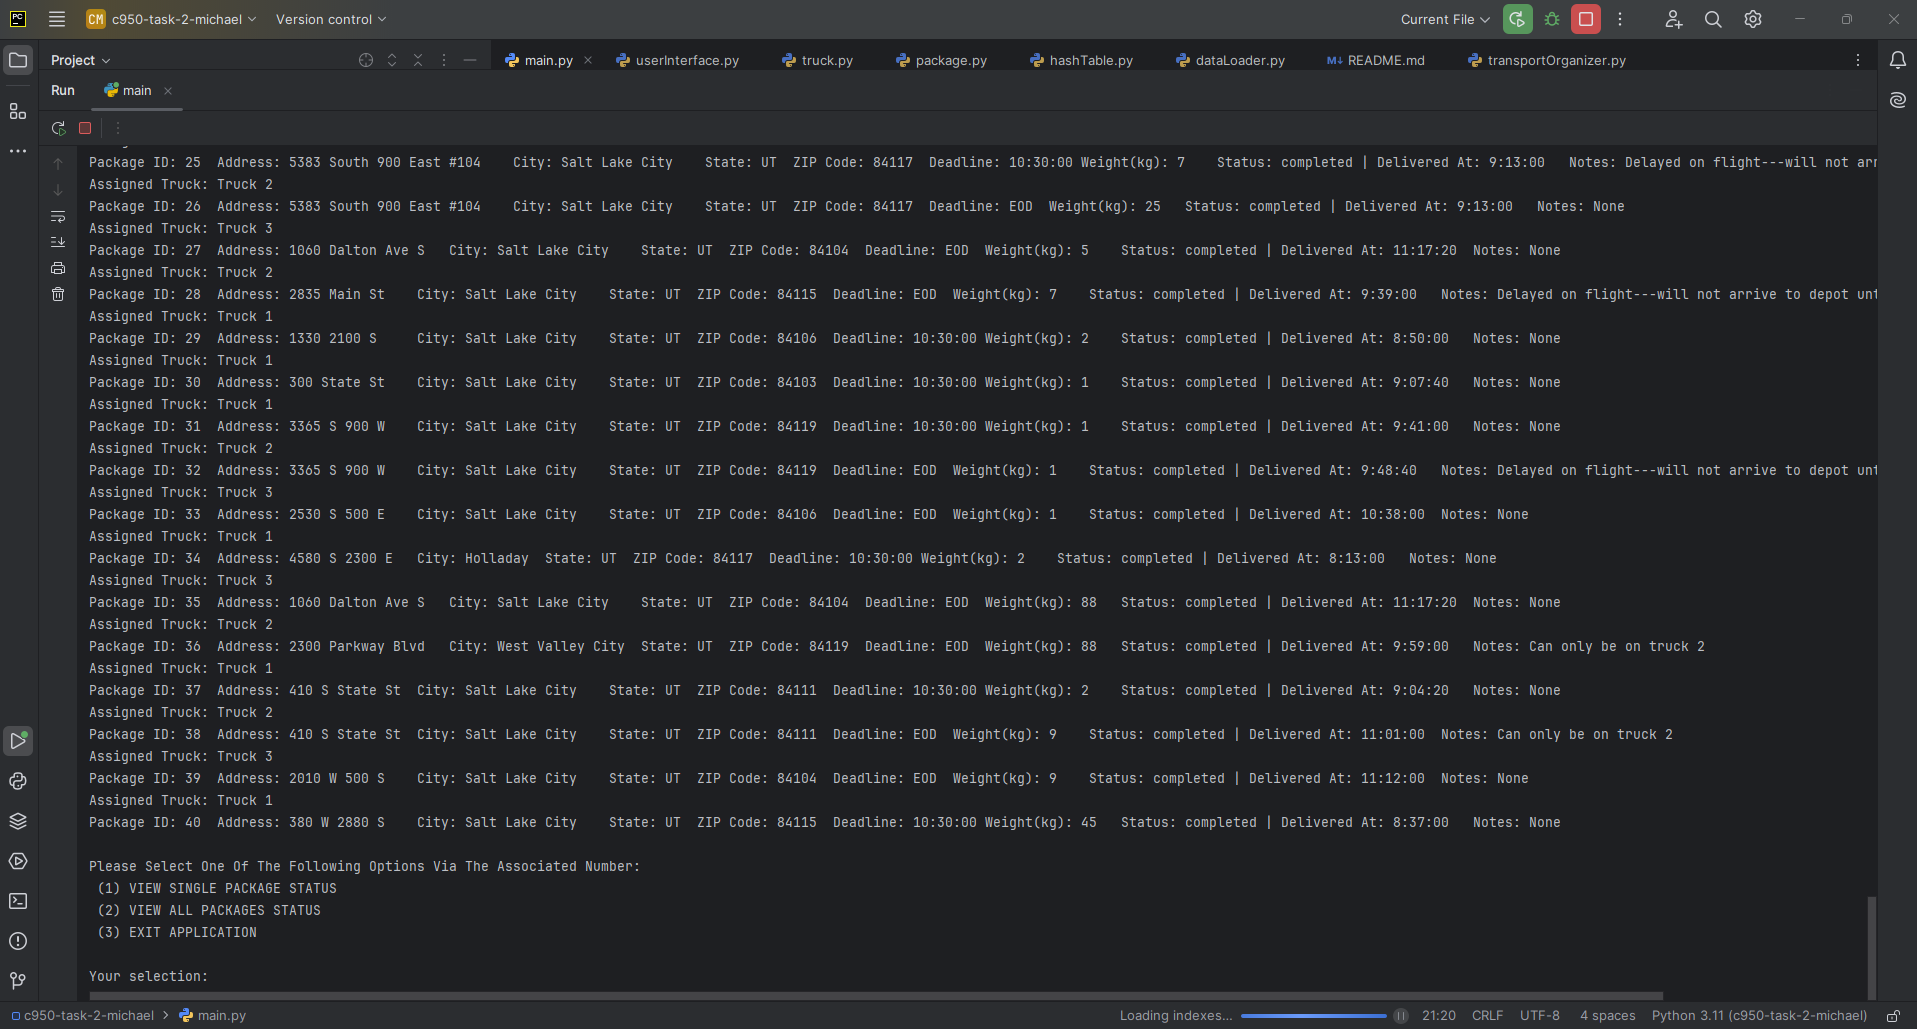 PC CM c950-task-2-michael Version control Current File
Project main.py userInterface.py truck.py package.py hashTable.py dataLoader.py M↓ README.md transportOrganizer.py
Run main
Package ID: 25 Address: 5383 South 900 East #104 City: Salt Lake City State: UT ZIP Code: 84117 Deadline: 10:30:00 Weight(kg): 7 Status: completed | Delivered At: 9:13:00 Notes: Delayed on flight---will not arr
Assigned Truck: Truck 2
Package ID: 26 Address: 5383 South 900 East #104 City: Salt Lake City State: UT ZIP Code: 84117 Deadline: EOD Weight(kg): 25 Status: completed | Delivered At: 9:13:00 Notes: None
Assigned Truck: Truck 3
Package ID: 27 Address: 1060 Dalton Ave S City: Salt Lake City State: UT ZIP Code: 84104 Deadline: EOD Weight(kg): 5 Status: completed | Delivered At: 11:17:20 Notes: None
Assigned Truck: Truck 2
Package ID: 28 Address: 2835 Main St City: Salt Lake City State: UT ZIP Code: 84115 Deadline: EOD Weight(kg): 7 Status: completed | Delivered At: 9:39:00 Notes: Delayed on flight---will not arrive to depot unt
Assigned Truck: Truck 1
Package ID: 29 Address: 1330 2100 S City: Salt Lake City State: UT ZIP Code: 84106 Deadline: 10:30:00 Weight(kg): 2 Status: completed | Delivered At: 8:50:00 Notes: None
Assigned Truck: Truck 1
Package ID: 30 Address: 300 State St City: Salt Lake City State: UT ZIP Code: 84103 Deadline: 10:30:00 Weight(kg): 1 Status: completed | Delivered At: 9:07:40 Notes: None
Assigned Truck: Truck 1
Package ID: 31 Address: 3365 S 900 W City: Salt Lake City State: UT ZIP Code: 84119 Deadline: 10:30:00 Weight(kg): 1 Status: completed | Delivered At: 9:41:00 Notes: None
Assigned Truck: Truck 2
Package ID: 32 Address: 3365 S 900 W City: Salt Lake City State: UT ZIP Code: 84119 Deadline: EOD Weight(kg): 1 Status: completed | Delivered At: 9:48:40 Notes: Delayed on flight---will not arrive to depot unt
Assigned Truck: Truck 3
Package ID: 33 Address: 2530 S 500 E City: Salt Lake City State: UT ZIP Code: 84106 Deadline: EOD Weight(kg): 1 Status: completed | Delivered At: 10:38:00 Notes: None
Assigned Truck: Truck 1
Package ID: 34 Address: 4580 S 2300 E City: Holladay State: UT ZIP Code: 84117 Deadline: 10:30:00 Weight(kg): 2 Status: completed | Delivered At: 8:13:00 Notes: None
Assigned Truck: Truck 3
Package ID: 35 Address: 1060 Dalton Ave S City: Salt Lake City State: UT ZIP Code: 84104 Deadline: EOD Weight(kg): 88 Status: completed | Delivered At: 11:17:20 Notes: None
Assigned Truck: Truck 2
Package ID: 36 Address: 2300 Parkway Blvd City: West Valley City State: UT ZIP Code: 84119 Deadline: EOD Weight(kg): 88 Status: completed | Delivered At: 9:59:00 Notes: Can only be on truck 2
Assigned Truck: Truck 1
Package ID: 37 Address: 410 S State St City: Salt Lake City State: UT ZIP Code: 84111 Deadline: 10:30:00 Weight(kg): 2 Status: completed | Delivered At: 9:04:20 Notes: None
Assigned Truck: Truck 2
Package ID: 38 Address: 410 S State St City: Salt Lake City State: UT ZIP Code: 84111 Deadline: EOD Weight(kg): 9 Status: completed | Delivered At: 11:01:00 Notes: Can only be on truck 2
Assigned Truck: Truck 3
Package ID: 39 Address: 2010 W 500 S City: Salt Lake City State: UT ZIP Code: 84104 Deadline: EOD Weight(kg): 9 Status: completed | Delivered At: 11:12:00 Notes: None
Assigned Truck: Truck 1
Package ID: 40 Address: 380 W 2880 S City: Salt Lake City State: UT ZIP Code: 84115 Deadline: 10:30:00 Weight(kg): 45 Status: completed | Delivered At: 8:37:00 Notes: None
Please Select One Of The Following Options Via The Associated Number:
(1) VIEW SINGLE PACKAGE STATUS
(2) VIEW ALL PACKAGES STATUS
(3) EXIT APPLICATION
Your selection:
c950-task-2-michael > main.py Loading indexes... 21:20 CRLF UTF-8 4 spaces Python 3.11 (c950-task-2-michael)